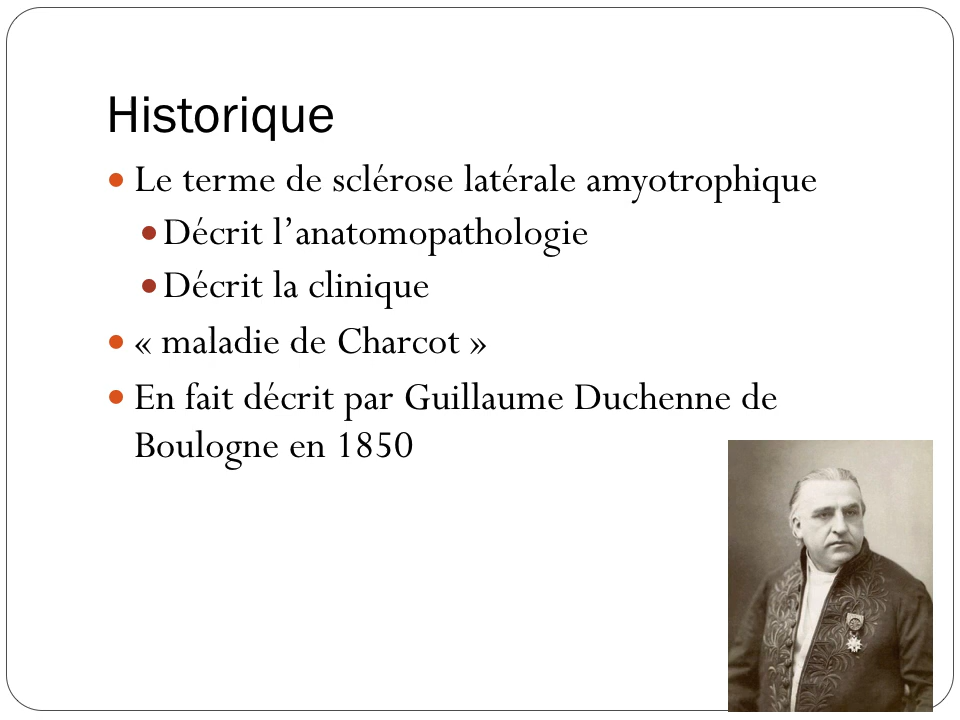 Historique
Le terme de sclérose latérale amyotrophique
Décrit l’anatomopathologie
Décrit la clinique
« maladie de Charcot »
En fait décrit par Guillaume Duchenne de
Boulogne en 1850